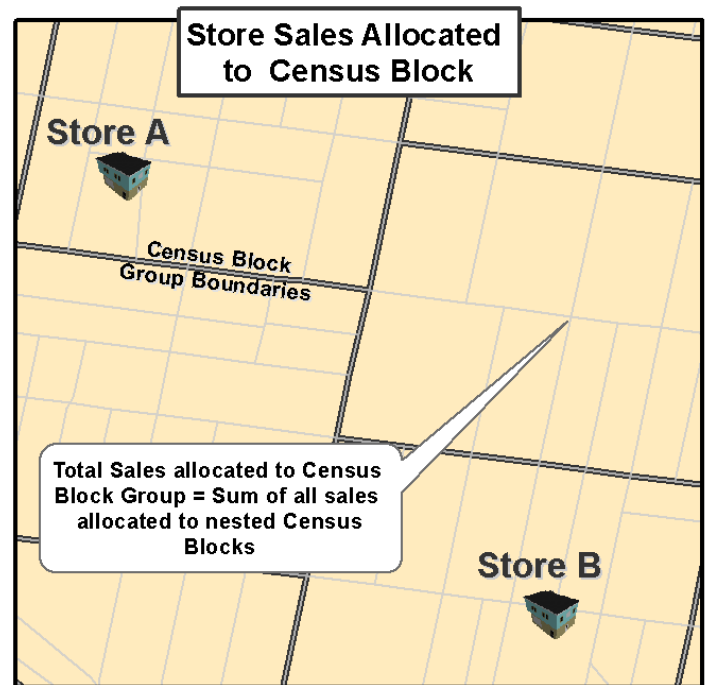 Store Sales Allocated
to Census Block
Store A
Census Block
Group Boundaries
Total Sales allocated to Census
Block Group = Sum of all sales
allocated to nested Census
Blocks
Store B